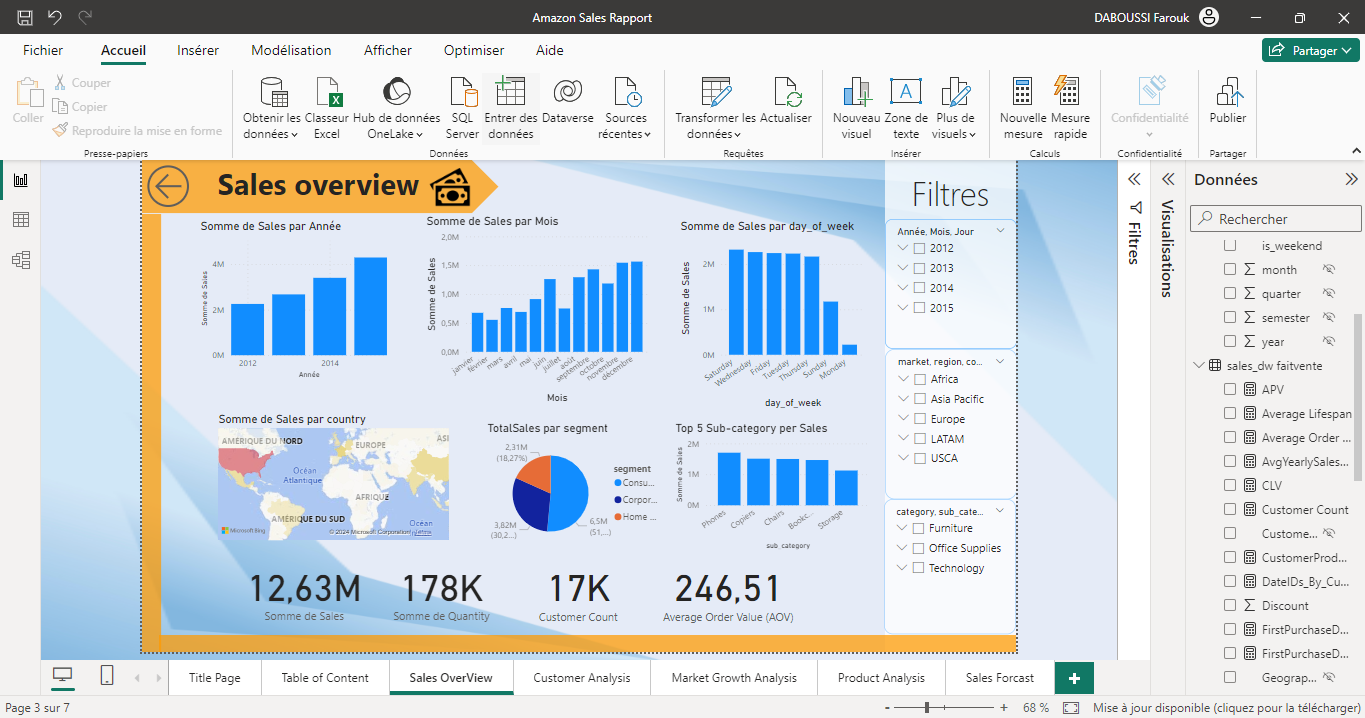 Amazon Sales Rapport
DABOUSSI Farouk
Fichier
Accueil
Insérer
Modélisation
Afficher
Optimiser
Aide
Partager
Coller
Couper
Copier
Reproduire la mise en forme
Presse-papiers
Obtenir les
données
Classeur
Excel
Hub de données
OneLake
SQL
Server
Entrer des
données
Dataverse
Sources
récentes
Données
Transformer les
données
Actualiser
Requêtes
Nouveau
visuel
Zone de
texte
Plus de
visuels
Insérer
Nouvelle
mesure
Mesure
rapide
Calculs
Confidentialité
Confidentialité
Publier
Partager
Sales overview
Somme de Sales par Année
Somme de Sales
4M
2M
0M
2012
2014
Année
Somme de Sales par Mois
Somme de Sales
2,0M
1,5M
1,0M
0,5M
0,0M
janvier
février
mars
avril
mai
juin
juillet
août
septembre
octobre
novembre
décembre
Mois
Somme de Sales par day_of_week
Somme de Sales
2M
1M
0M
Saturday
Wednesday
Friday
Tuesday
Thursday
Sunday
Monday
day_of_week
Somme de Sales par country
AMÉRIQUE DU NORD
EUROPE
ASI
Océan
Atlantique
AFRIQUE
AMÉRIQUE DU SUD
Océan
Microsoft Bing
© 2024 Microsoft Corporation
Terms
TotalSales par segment
2,31M
(18,27%)
3,82M
(30,2...)
6,5M
(51,...)
segment
Consu...
Corpor...
Home ...
Top 5 Sub-category per Sales
Somme de Sales
2M
1M
0M
Phones
Copiers
Chairs
Books...
Storage
sub_category
12,63M
Somme de Sales
178K
Somme de Quantity
17K
Customer Count
246,51
Average Order Value (AOV)
Filtres
Année, Mois, Jour
2012
2013
2014
2015
market, region, co...
Africa
Asia Pacific
Europe
LATAM
USCA
category, sub_cate...
Furniture
Office Supplies
Technology
Filtres
Visualisations
Données
Rechercher
is_weekend
month
quarter
semester
year
sales_dw faitvente
APV
Average Lifespan
Average Order ...
AvgYearlySales...
CLV
Customer Count
Custome...
CustomerProd...
DateIDs_By_Cu...
Discount
FirstPurchaseD...
FirstPurchaseD...
Geograp...
Title Page
Table of Content
Sales OverView
Customer Analysis
Market Growth Analysis
Product Analysis
Sales Forcast
Page 3 sur 7
68 %
Mise à jour disponible (cliquez pour la télécharger)